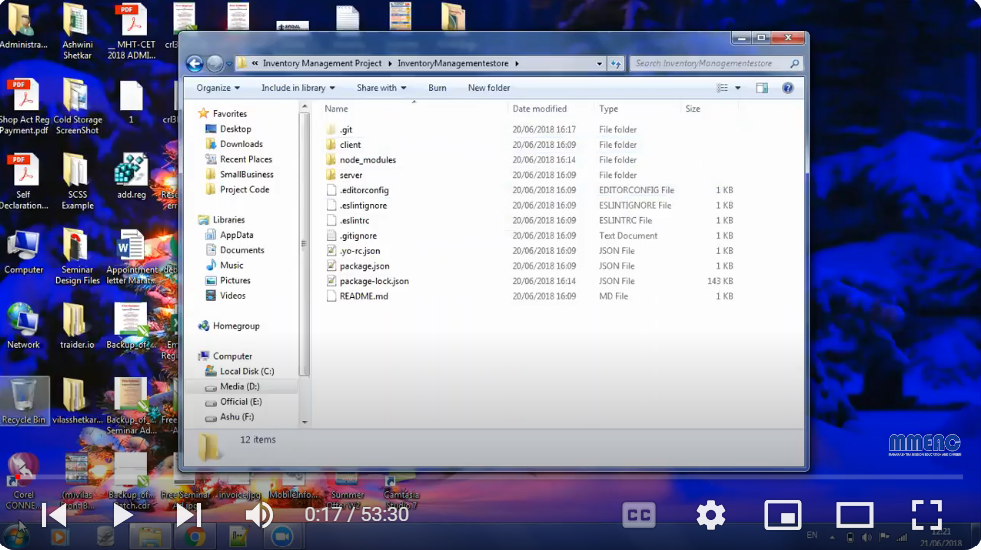 Administra...
Ashwini
Shetkar
__ MHT-CET
2018 ADMI...
Shop Act Reg
Payment.pdf
Cold Storage
ScreenShot
1
Self
Declaration...
SCSS
Example
add.reg
Computer
Seminar
Design Files
Appointment
letter Marat...
Network
traider.io
Backup_of_
Recycle Bin
vilasshetkar...
Backup_of_
Seminar Ad...
Corel
CONNE...
Backup_of_
invoice.jpg
MobileInfo...
Summer
Camtasia
Inventory Management Project
InventoryManagementestore
Search InventoryManagementestore
Organize
Include in library
Share with
Burn
New folder
Favorites
Desktop
Downloads
Recent Places
SmallBusiness
Project Code
Libraries
AppData
Documents
Music
Pictures
Videos
Homegroup
Computer
Local Disk (C:)
Media (D:)
Official (E:)
Ashu (F:)
Name Date modified Type Size
.git 20/06/2018 16:17 File folder
client 20/06/2018 16:09 File folder
node_modules 20/06/2018 16:14 File folder
server 20/06/2018 16:09 File folder
.editorconfig 20/06/2018 16:09 EDITORCONFIG File 1 KB
.eslintignore 20/06/2018 16:09 ESLINTIGNORE File 1 KB
.eslintrc 20/06/2018 16:09 ESLINTRC File 1 KB
.gitignore 20/06/2018 16:09 Text Document 1 KB
.yo-rc.json 20/06/2018 16:09 JSON File 1 KB
package.json 20/06/2018 16:09 JSON File 1 KB
package-lock.json 20/06/2018 16:14 JSON File 143 KB
README.md 20/06/2018 16:09 MD File 1 KB
12 items
MMEAC
0:17 / 53:30
CC
EN
12:21
21/06/2018